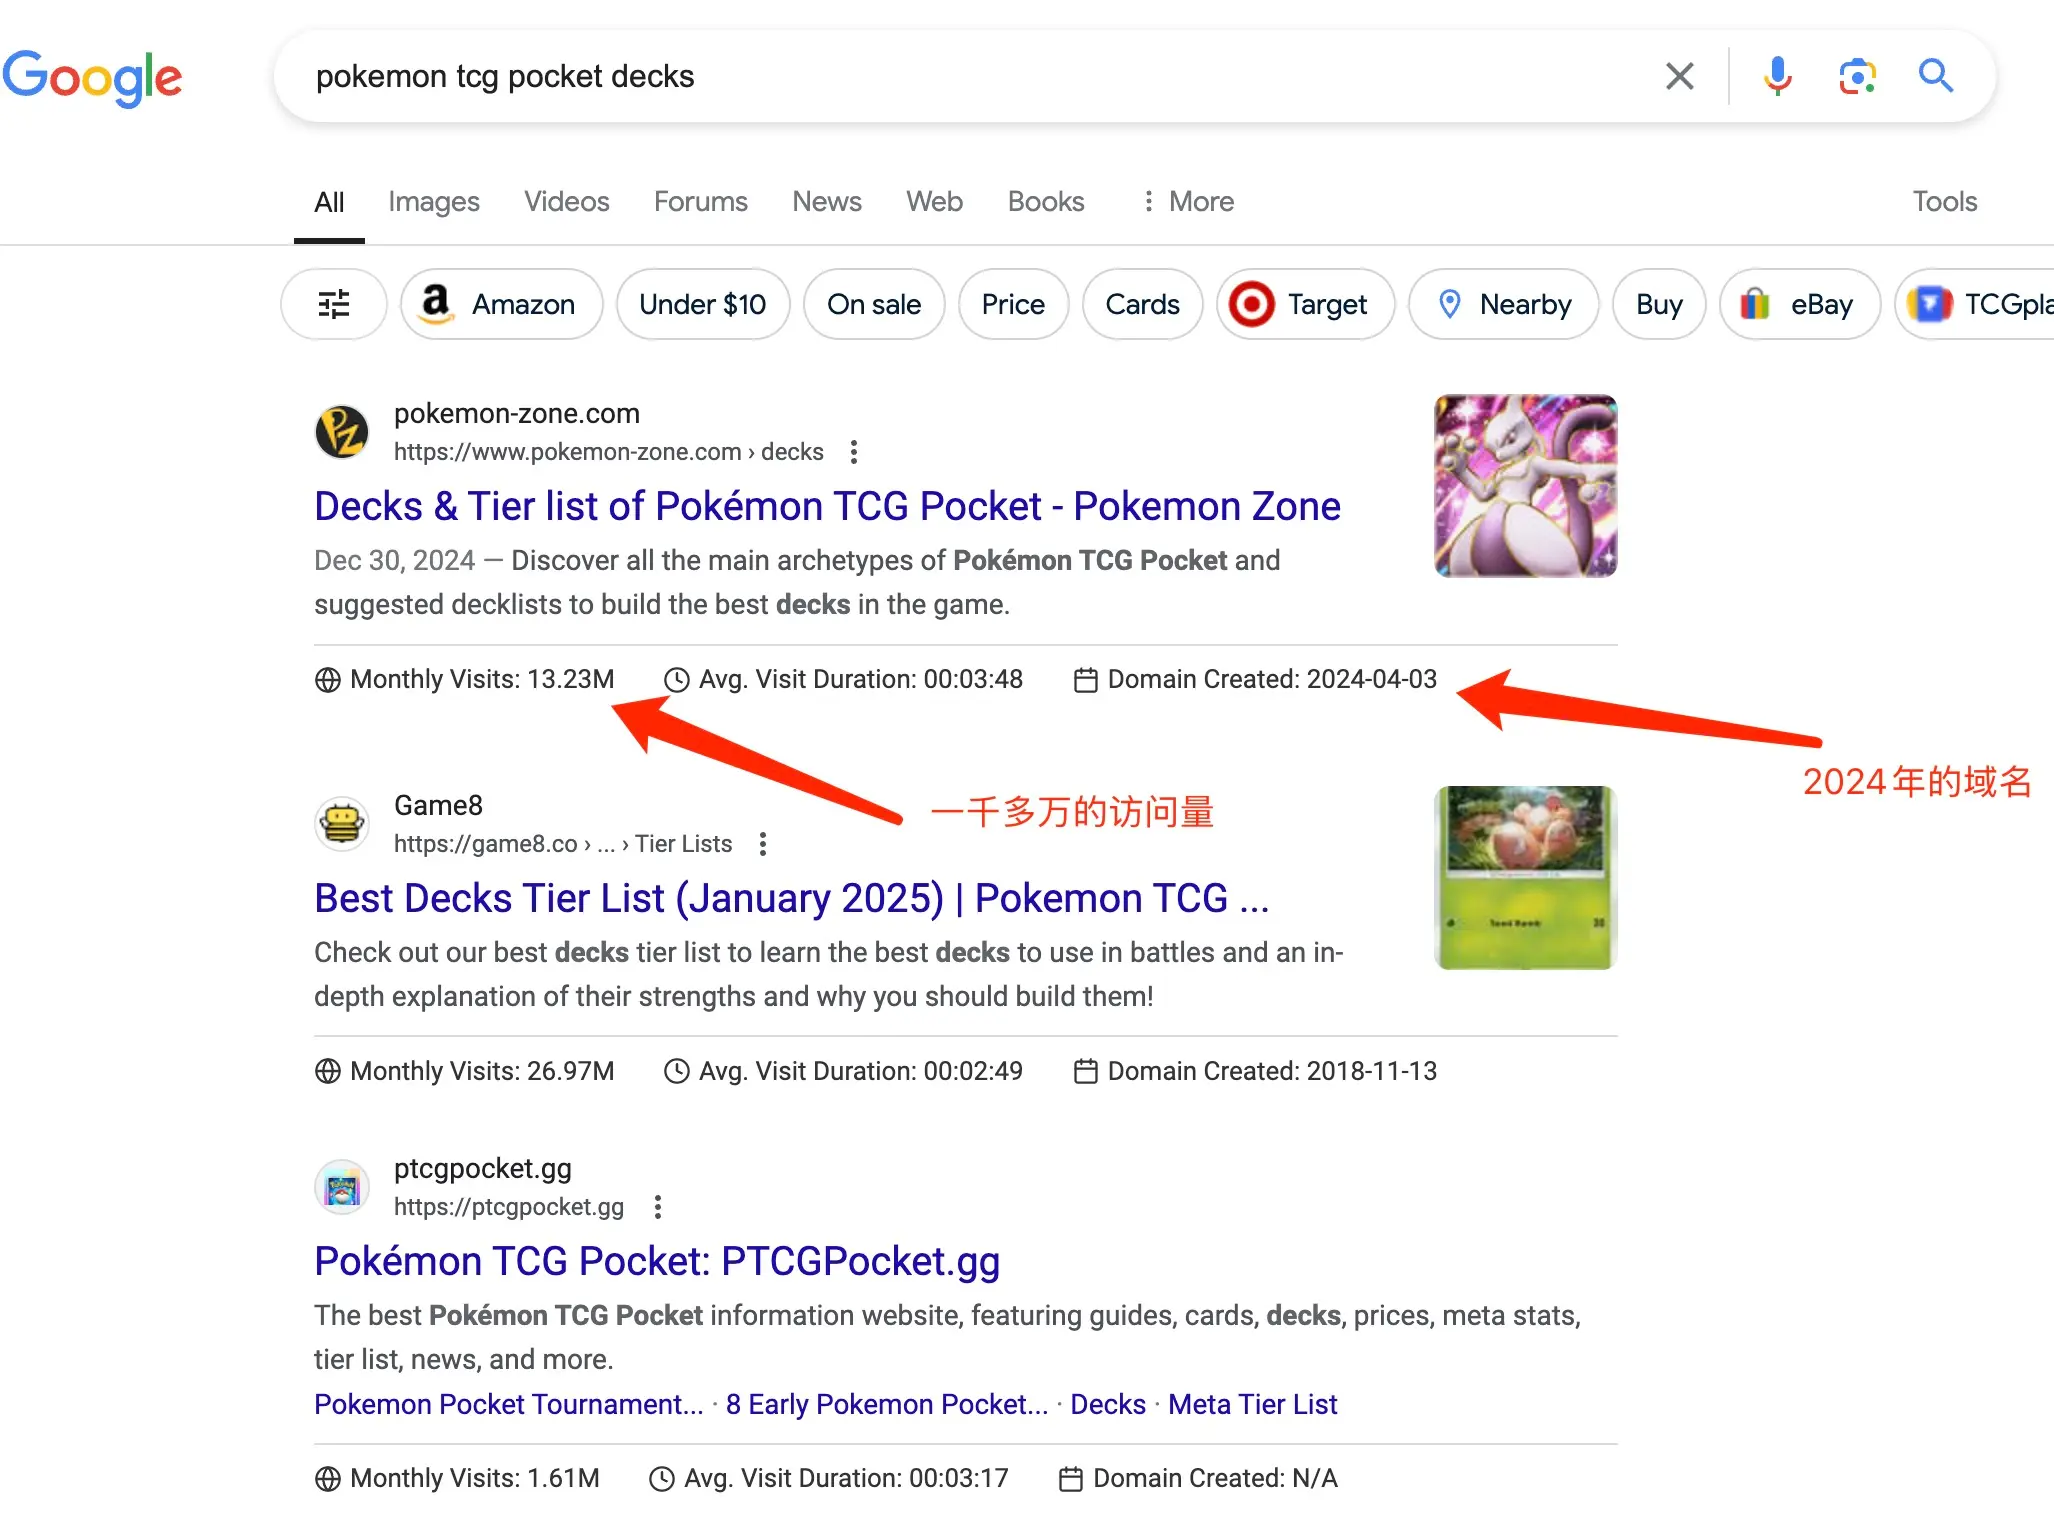 Google
pokemon tcg pocket decks
All Images Videos Forums News Web Books More Tools
Amazon Under $10 On sale Price Cards Target Nearby Buy eBay TCGpla
pokemon-zone.com
https://www.pokemon-zone.com › decks
Decks & Tier list of Pokémon TCG Pocket - Pokemon Zone
Dec 30, 2024 — Discover all the main archetypes of Pokémon TCG Pocket and
suggested decklists to build the best decks in the game.
Monthly Visits: 13.23M Avg. Visit Duration: 00:03:48 Domain Created: 2024-04-03
2024年的域名
一千多万的访问量
Game8
https://game8.co › ... › Tier Lists
Best Decks Tier List (January 2025) | Pokemon TCG ...
Check out our best decks tier list to learn the best decks to use in battles and an in-
depth explanation of their strengths and why you should build them!
Monthly Visits: 26.97M Avg. Visit Duration: 00:02:49 Domain Created: 2018-11-13
ptcgpocket.gg
https://ptcgpocket.gg
Pokémon TCG Pocket: PTCGPocket.gg
The best Pokémon TCG Pocket information website, featuring guides, cards, decks, prices, meta stats,
tier list, news, and more.
Pokemon Pocket Tournament... · 8 Early Pokemon Pocket... · Decks · Meta Tier List
Monthly Visits: 1.61M Avg. Visit Duration: 00:03:17 Domain Created: N/A